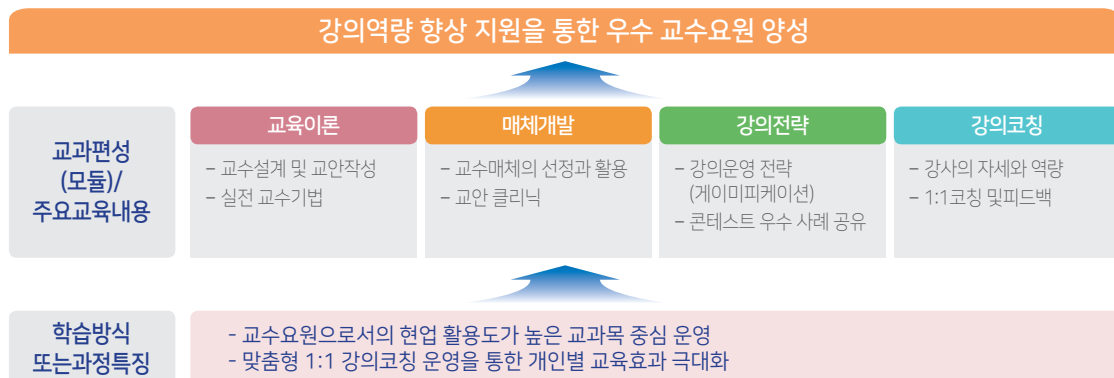 강의역량 향상 지원을 통한 우수 교수요원 양성
교과편성
(모듈)/
주요교육내용
교육이론
- 교수설계 및 교안작성
- 실전 교수기법
매체개발
- 교수매체의 선정과 활용
- 교안 클리닉
강의전략
- 강의운영 전략
(게이미피케이션)
- 콘테스트 우수 사례 공유
강의코칭
- 강사의 자세와 역량
- 1:1코칭 및피드백
학습방식
또는과정특징
- 교수요원으로서의 현업 활용도가 높은 교과목 중심 운영
- 맞춤형 1:1 강의코칭 운영을 통한 개인별 교육효과 극대화